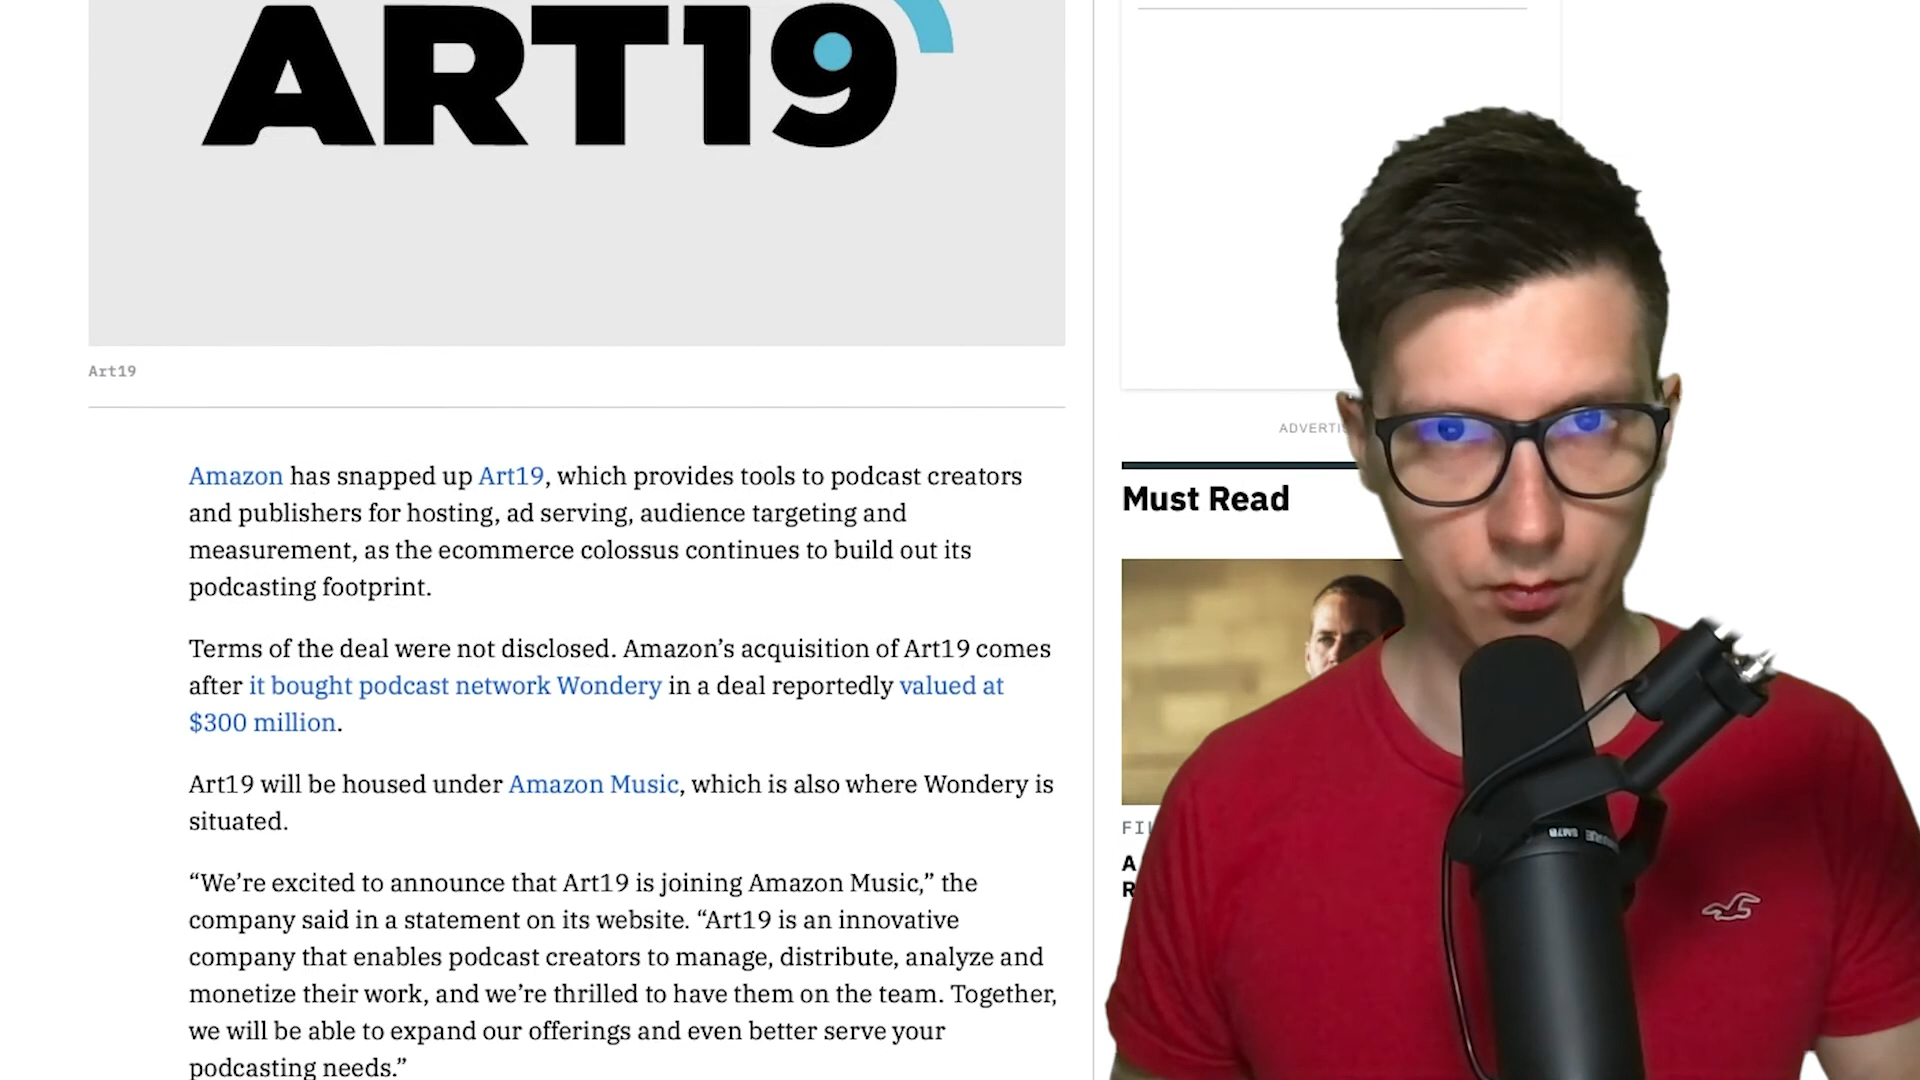 ART19
Art19
Amazon has snapped up Art19, which provides tools to podcast creators
and publishers for hosting, ad serving, audience targeting and
measurement, as the ecommerce colossus continues to build out its
podcasting footprint.
Terms of the deal were not disclosed. Amazon’s acquisition of Art19 comes
after it bought podcast network Wondery in a deal reportedly valued at
$300 million.
Art19 will be housed under Amazon Music, which is also where Wondery is
situated.
“We’re excited to announce that Art19 is joining Amazon Music,” the
company said in a statement on its website. “Art19 is an innovative
company that enables podcast creators to manage, distribute, analyze and
monetize their work, and we’re thrilled to have them on the team. Together,
we will be able to expand our offerings and even better serve your
podcasting needs.”
Must Read
SM7B